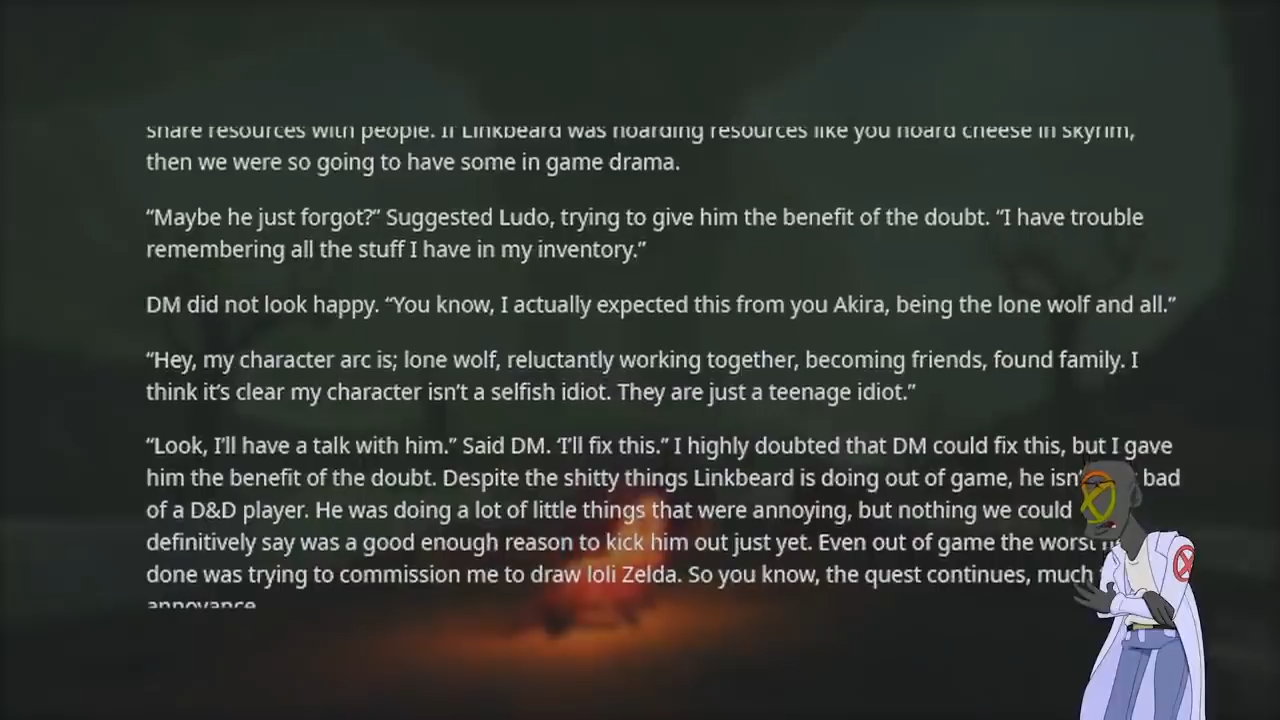 share resources with people. If Linkbeard was hoarding resources like you hoard cheese in skyrim,
then we were so going to have some in game drama.
“Maybe he just forgot?” Suggested Ludo, trying to give him the benefit of the doubt. “I have trouble
remembering all the stuff I have in my inventory.”
DM did not look happy. “You know, I actually expected this from you Akira, being the lone wolf and all.”
“Hey, my character arc is; lone wolf, reluctantly working together, becoming friends, found family. I
think it’s clear my character isn’t a selfish idiot. They are just a teenage idiot.”
“Look, I’ll have a talk with him.” Said DM. ‘I’ll fix this.” I highly doubted that DM could fix this, but I gave
him the benefit of the doubt. Despite the shitty things Linkbeard is doing out of game, he bad
of a D&D player. He was doing a lot of little things that were annoying, but nothing we could
definitively say was a good enough reason to kick him out just yet. Even out of game the worst
done was trying to commission me to draw loli Zelda. So you know, the quest continues, much
annoyance.